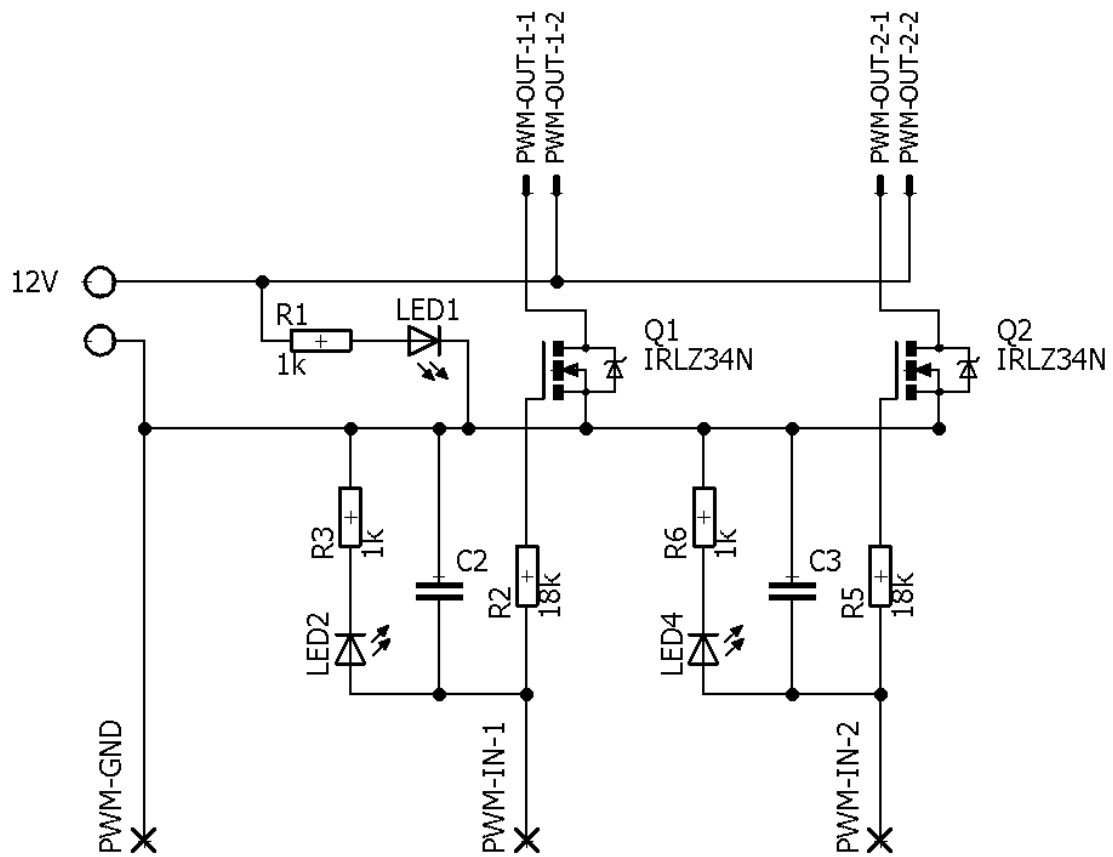 PWM-OUT-1-1
PWM-OUT-1-2
PWM-OUT-2-1
PWM-OUT-2-2
12V
R1
1k
LED1
Q1
IRLZ34N
Q2
IRLZ34N
R3
1k
C2
R2
18k
LED2
R6
1k
C3
R5
18k
LED4
PWM-GND
PWM-IN-1
PWM-IN-2